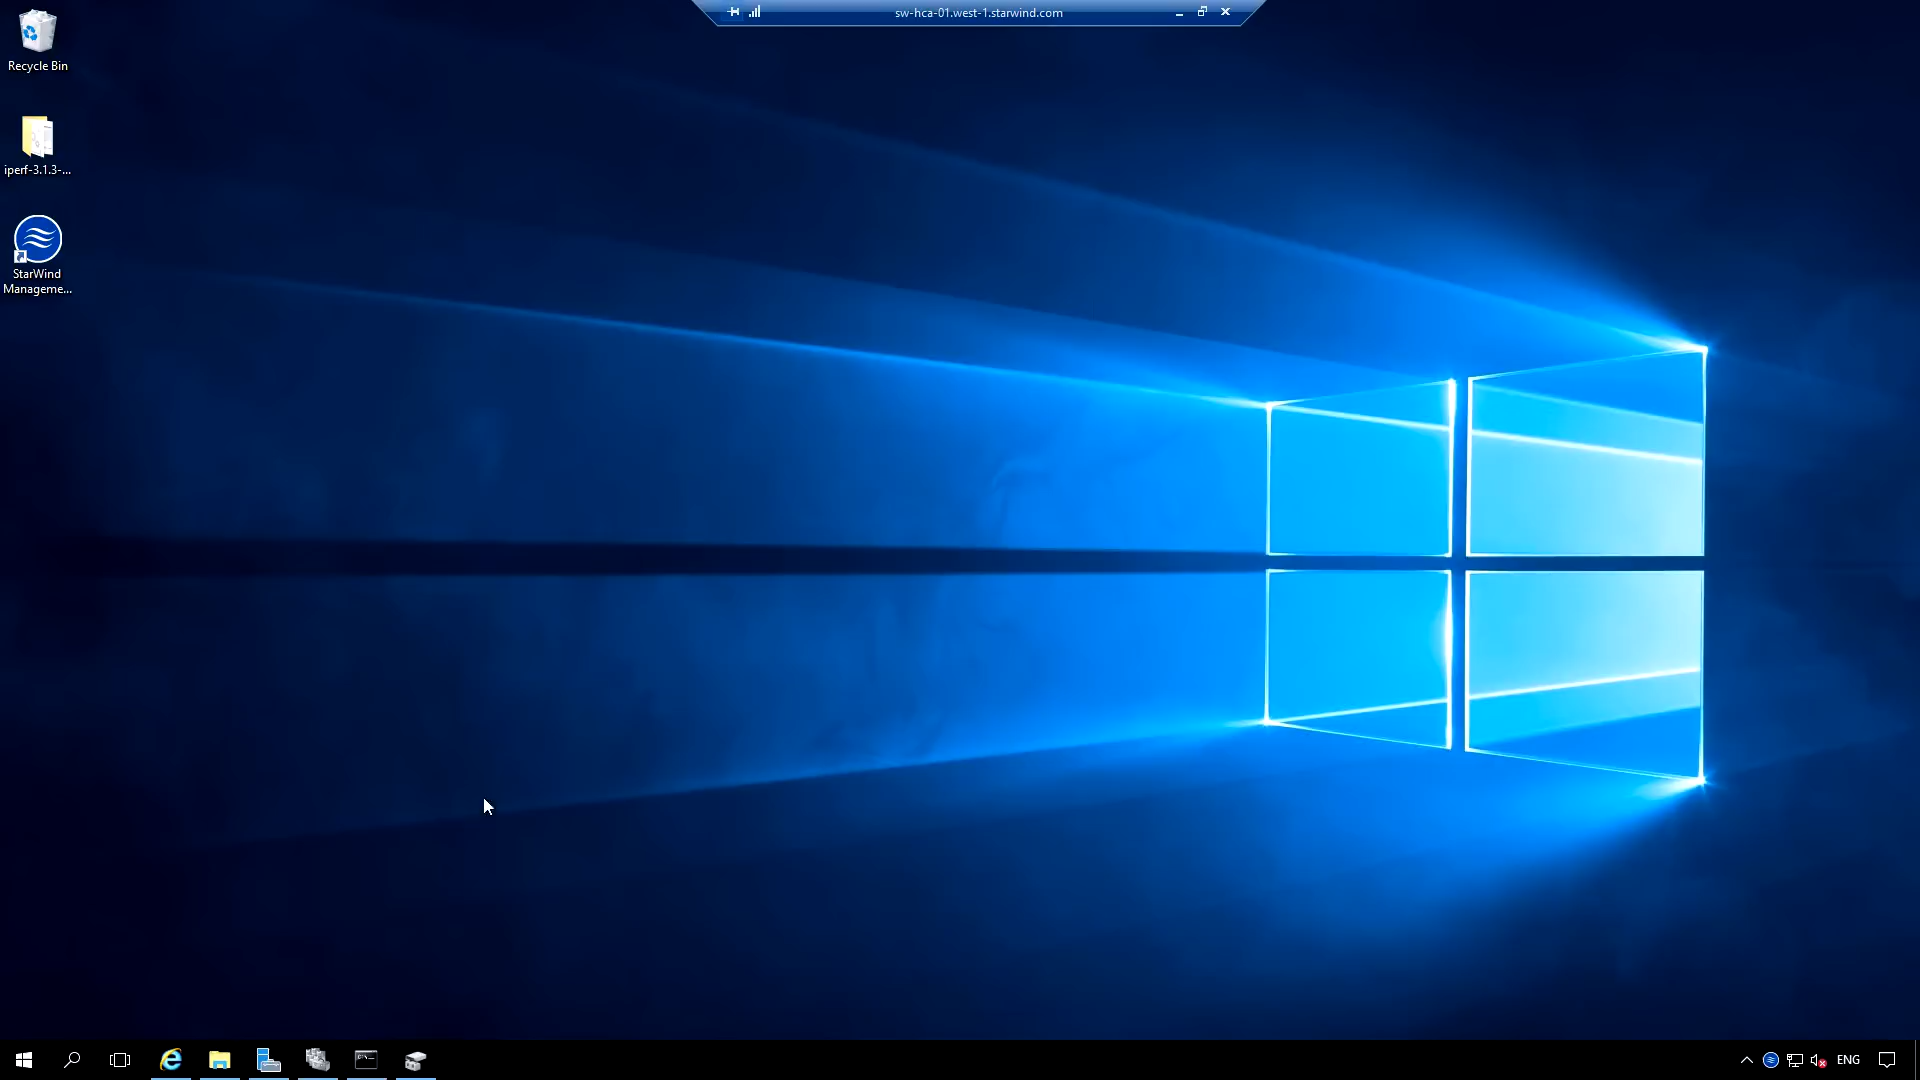 sw-hca-01.west-1.starwind.com
Recycle Bin
iperf-3.1.3-...
StarWind
Manageme...
ENG